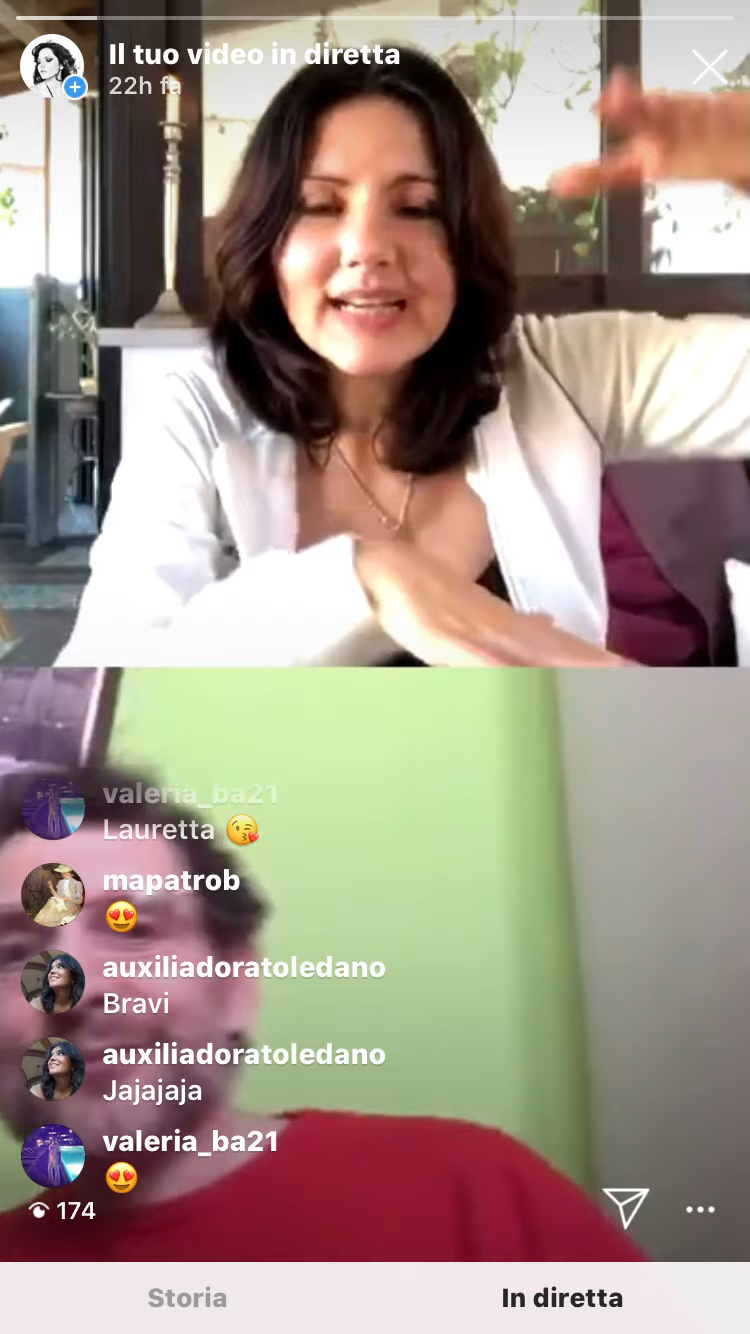 Il tuo video in diretta
22h fa
valeria_ba21
Lauretta 😘
mapatrob
😍
auxiliadoratoledano
Bravi
auxiliadoratoledano
Jajajaja
valeria_ba21
😍
174
Storia
In diretta